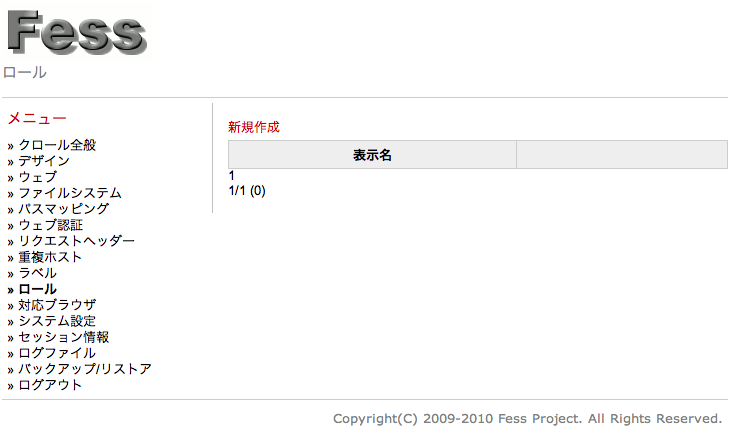 Fess
ロール
メニュー
» クロール全般
» デザイン
» ウェブ
» ファイルシステム
» パスマッピング
» ウェブ認証
» リクエストヘッダー
» 重複ホスト
» ラベル
» ロール
» 対応ブラウザ
» システム設定
» セッション情報
» ログファイル
» バックアップ/リストア
» ログアウト
新規作成
表示名
1
1/1 (0)
Copyright(C) 2009-2010 Fess Project. All Rights Reserved.